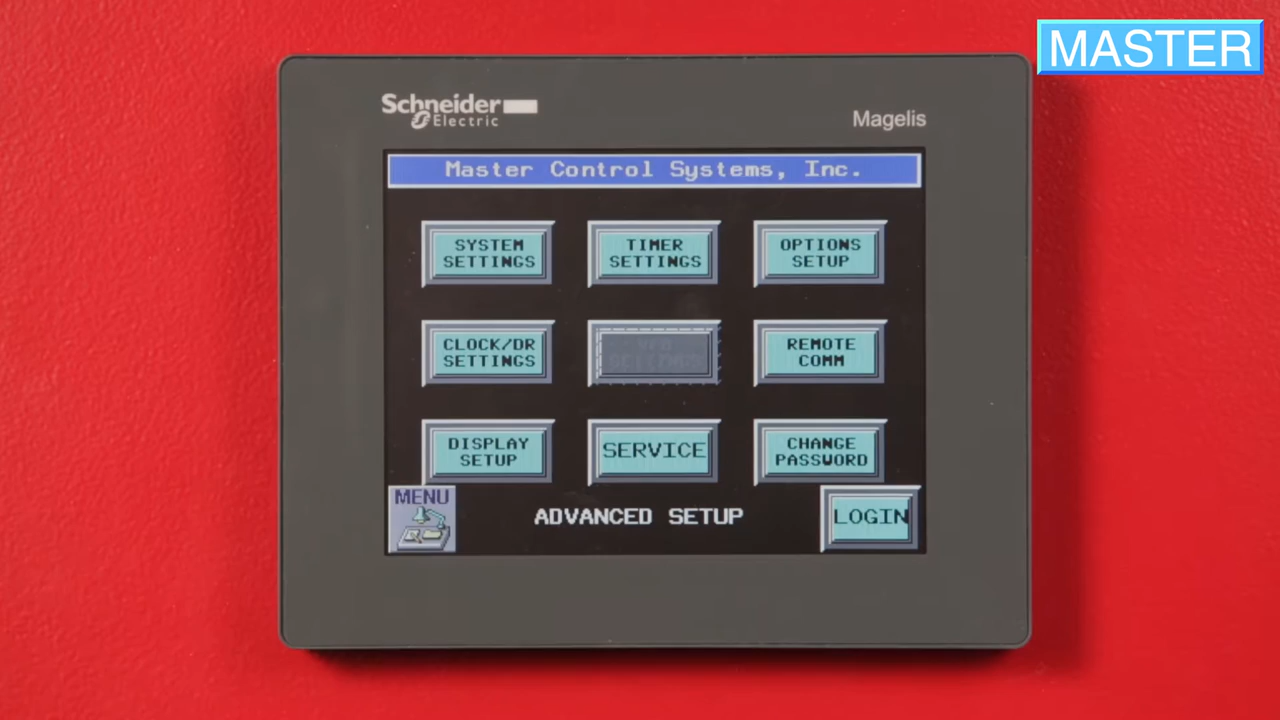 MASTER
Schneider
Electric
Magelis
Master Control Systems, Inc.
SYSTEM
SETTINGS
TIMER
SETTINGS
OPTIONS
SETUP
CLOCK/DR
SETTINGS
REMOTE
COMM
DISPLAY
SETUP
SERVICE
CHANGE
PASSWORD
MENU
ADVANCED SETUP
LOGIN